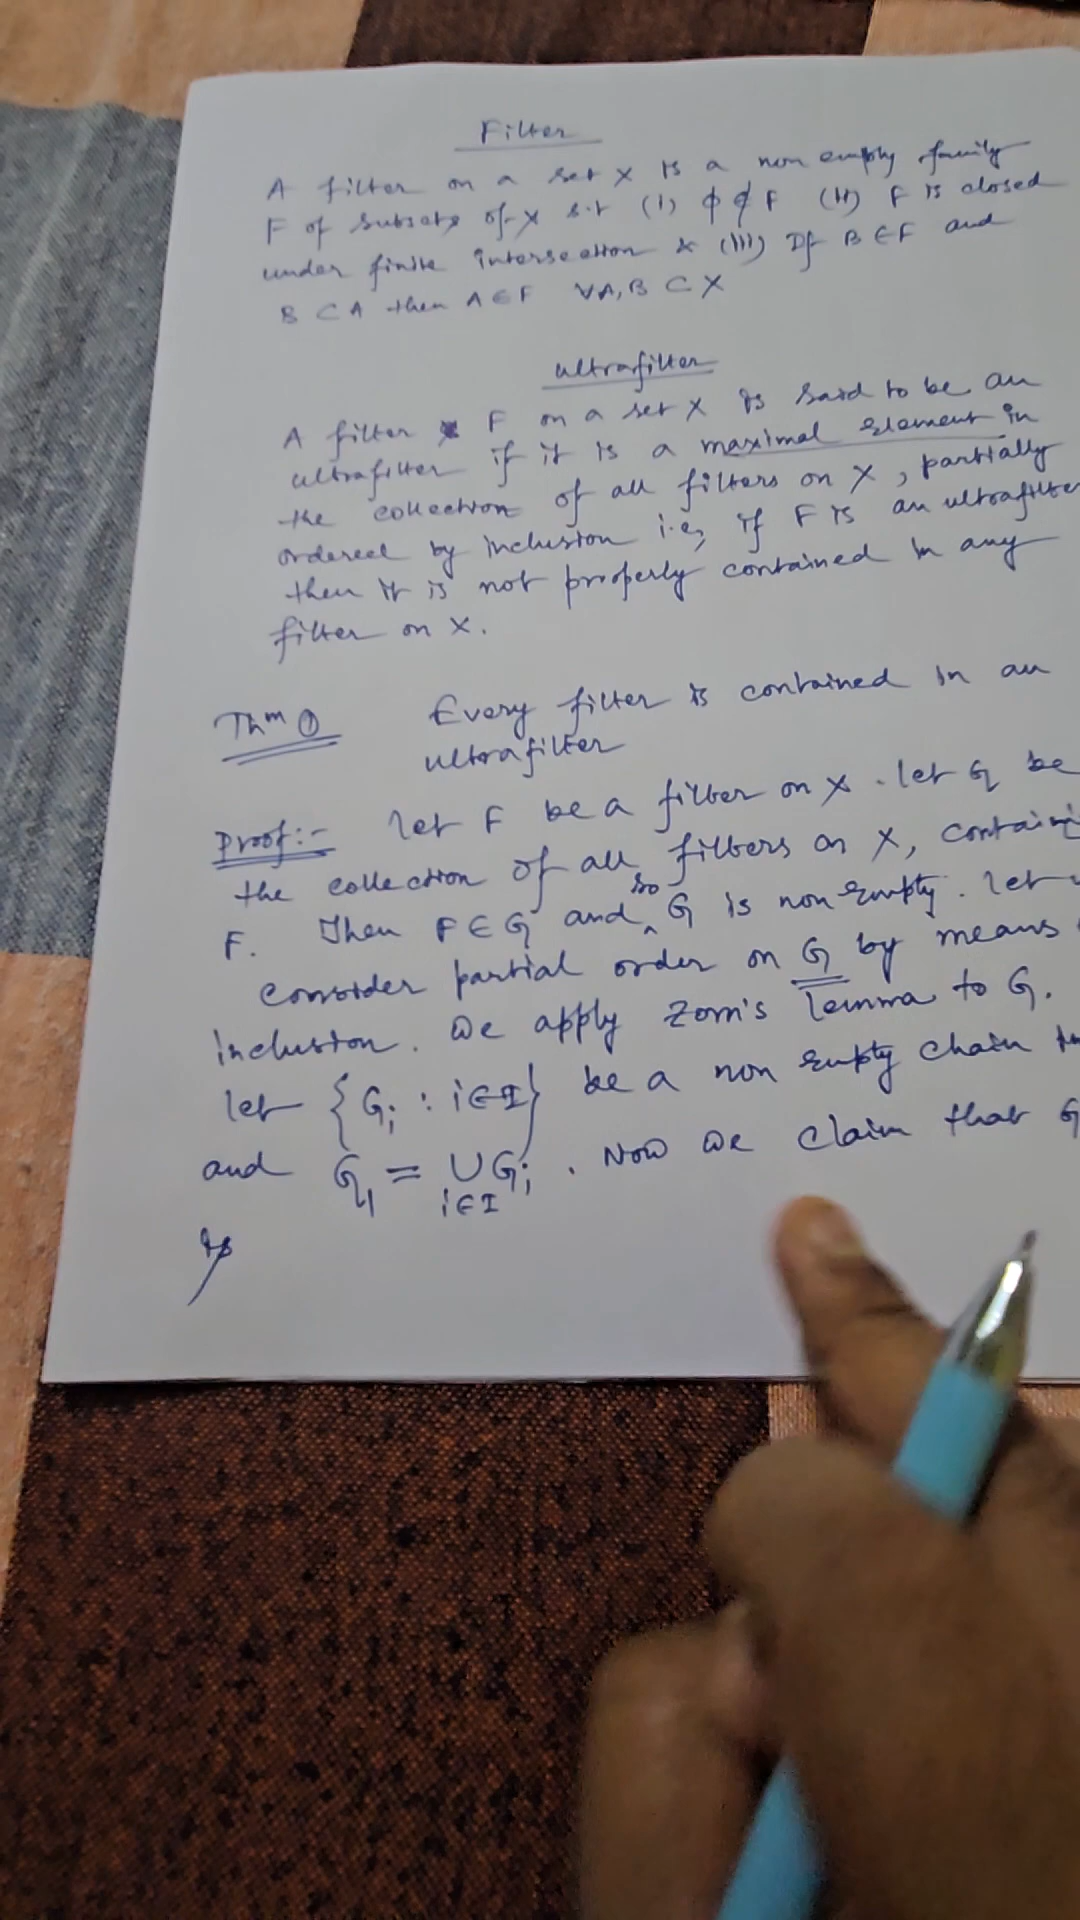 Filter
A filter on a set X is a non empty family
F of subsets of X s.t (i) ϕ ∉ F (ii) F is closed
under finite intersection & (iii) If B ∈ F and
B ⊂ A then A ∈ F ∀A, B ⊂ X
ultrafilter
A filter F on a set X is said to be an
ultrafilter if it is a maximal element in
the collection of all filters on X, partially
ordered by inclusion i.e, if F is an ultrafilter
then it is not properly contained in any
filter on X.
Thm ① Every filter is contained in an
ultrafilter
Proof:- let F be a filter on X. let G be
the collection of all filters on X, containi
F. Then F ∈ G and so G is non empty. let
consider partial order on G by means
inclusion. We apply Zorn's lemma to G.
let {Gi : i ∈ I} be a non empty chain in
and G1 = ∪ Gi . Now we claim that G
i ∈ I
is